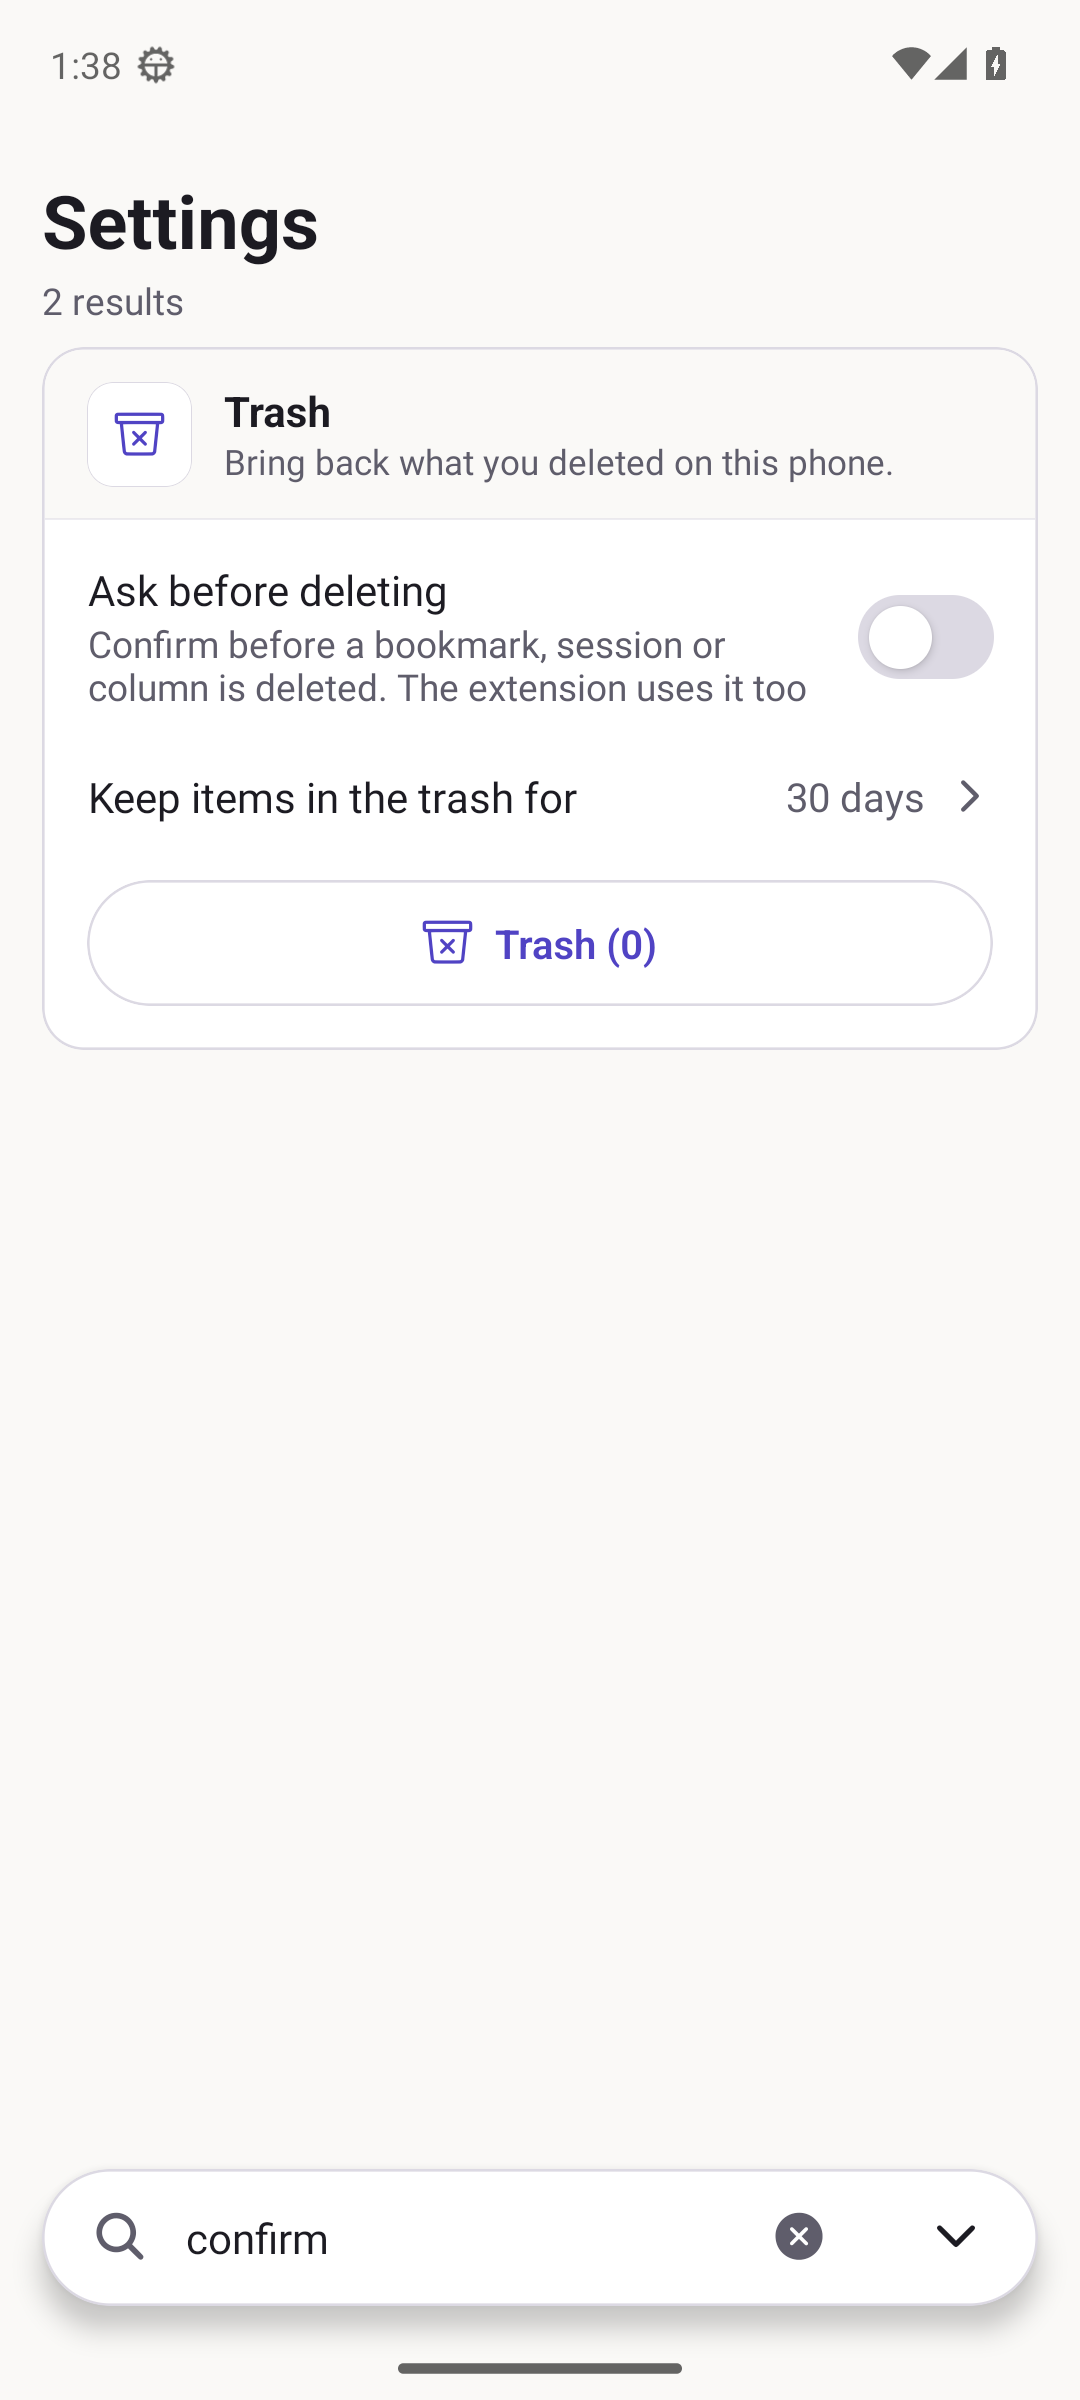 1:38
Settings
2 results
Trash
Bring back what you deleted on this phone.
Ask before deleting
Confirm before a bookmark, session or
column is deleted. The extension uses it too
Keep items in the trash for 30 days
Trash (0)
confirm